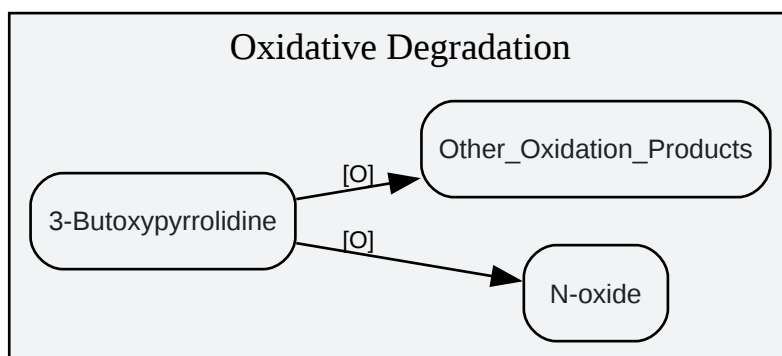 Oxidative Degradation
[O]
Other_Oxidation_Products
3-Butoxypyrrolidine
[O]
N-oxide